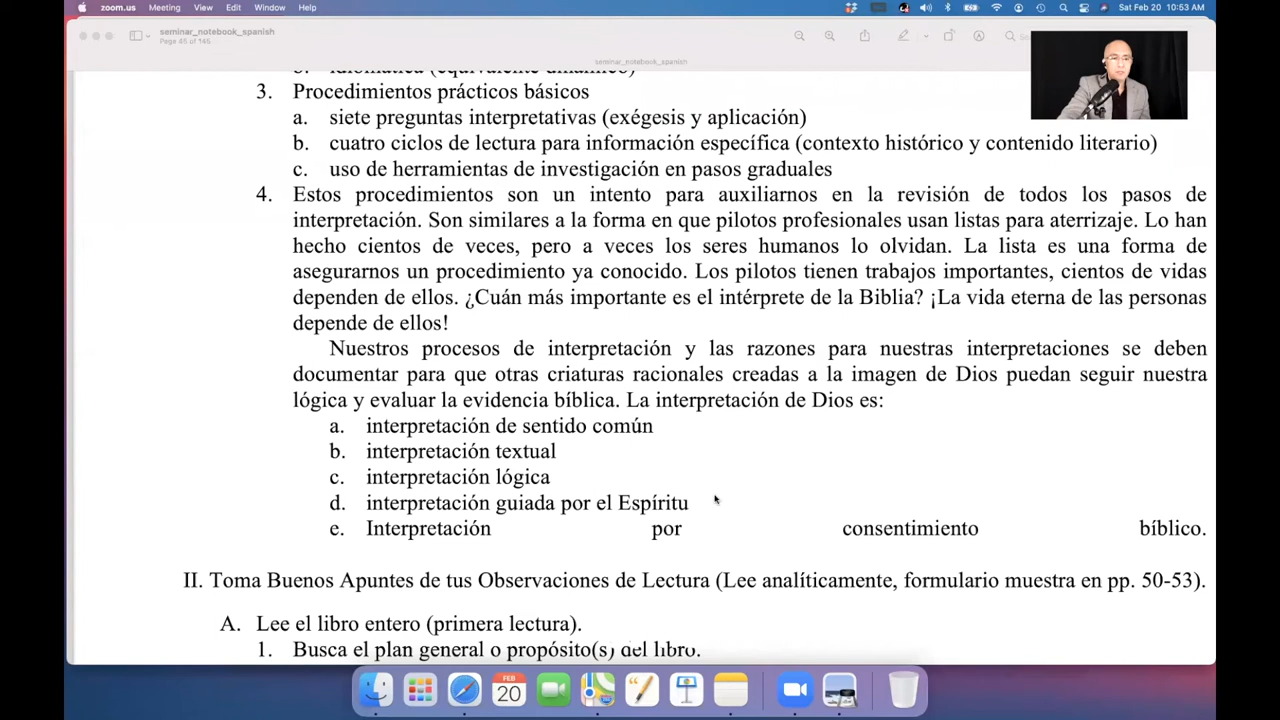 zoom.us Meeting View Edit Window Help Sat Feb 20 10:53 AM
seminar_notebook_spanish
Page 45 of 146
seminar_notebook_spanish
b. idiomática (equivalente dinámico)
3. Procedimientos prácticos básicos
a. siete preguntas interpretativas (exégesis y aplicación)
b. cuatro ciclos de lectura para información específica (contexto histórico y contenido literario)
c. uso de herramientas de investigación en pasos graduales
4. Estos procedimientos son un intento para auxiliarnos en la revisión de todos los pasos de
interpretación. Son similares a la forma en que pilotos profesionales usan listas para aterrizaje. Lo han
hecho cientos de veces, pero a veces los seres humanos lo olvidan. La lista es una forma de
asegurarnos un procedimiento ya conocido. Los pilotos tienen trabajos importantes, cientos de vidas
dependen de ellos. ¿Cuán más importante es el intérprete de la Biblia? ¡La vida eterna de las personas
depende de ellos!
Nuestros procesos de interpretación y las razones para nuestras interpretaciones se deben
documentar para que otras criaturas racionales creadas a la imagen de Dios puedan seguir nuestra
lógica y evaluar la evidencia bíblica. La interpretación de Dios es:
a. interpretación de sentido común
b. interpretación textual
c. interpretación lógica
d. interpretación guiada por el Espíritu
e. Interpretación por consentimiento bíblico.
II. Toma Buenos Apuntes de tus Observaciones de Lectura (Lee analíticamente, formulario muestra en pp. 50-53).
A. Lee el libro entero (primera lectura).
1. Busca el plan general o propósito(s) del libro.
FEB
20